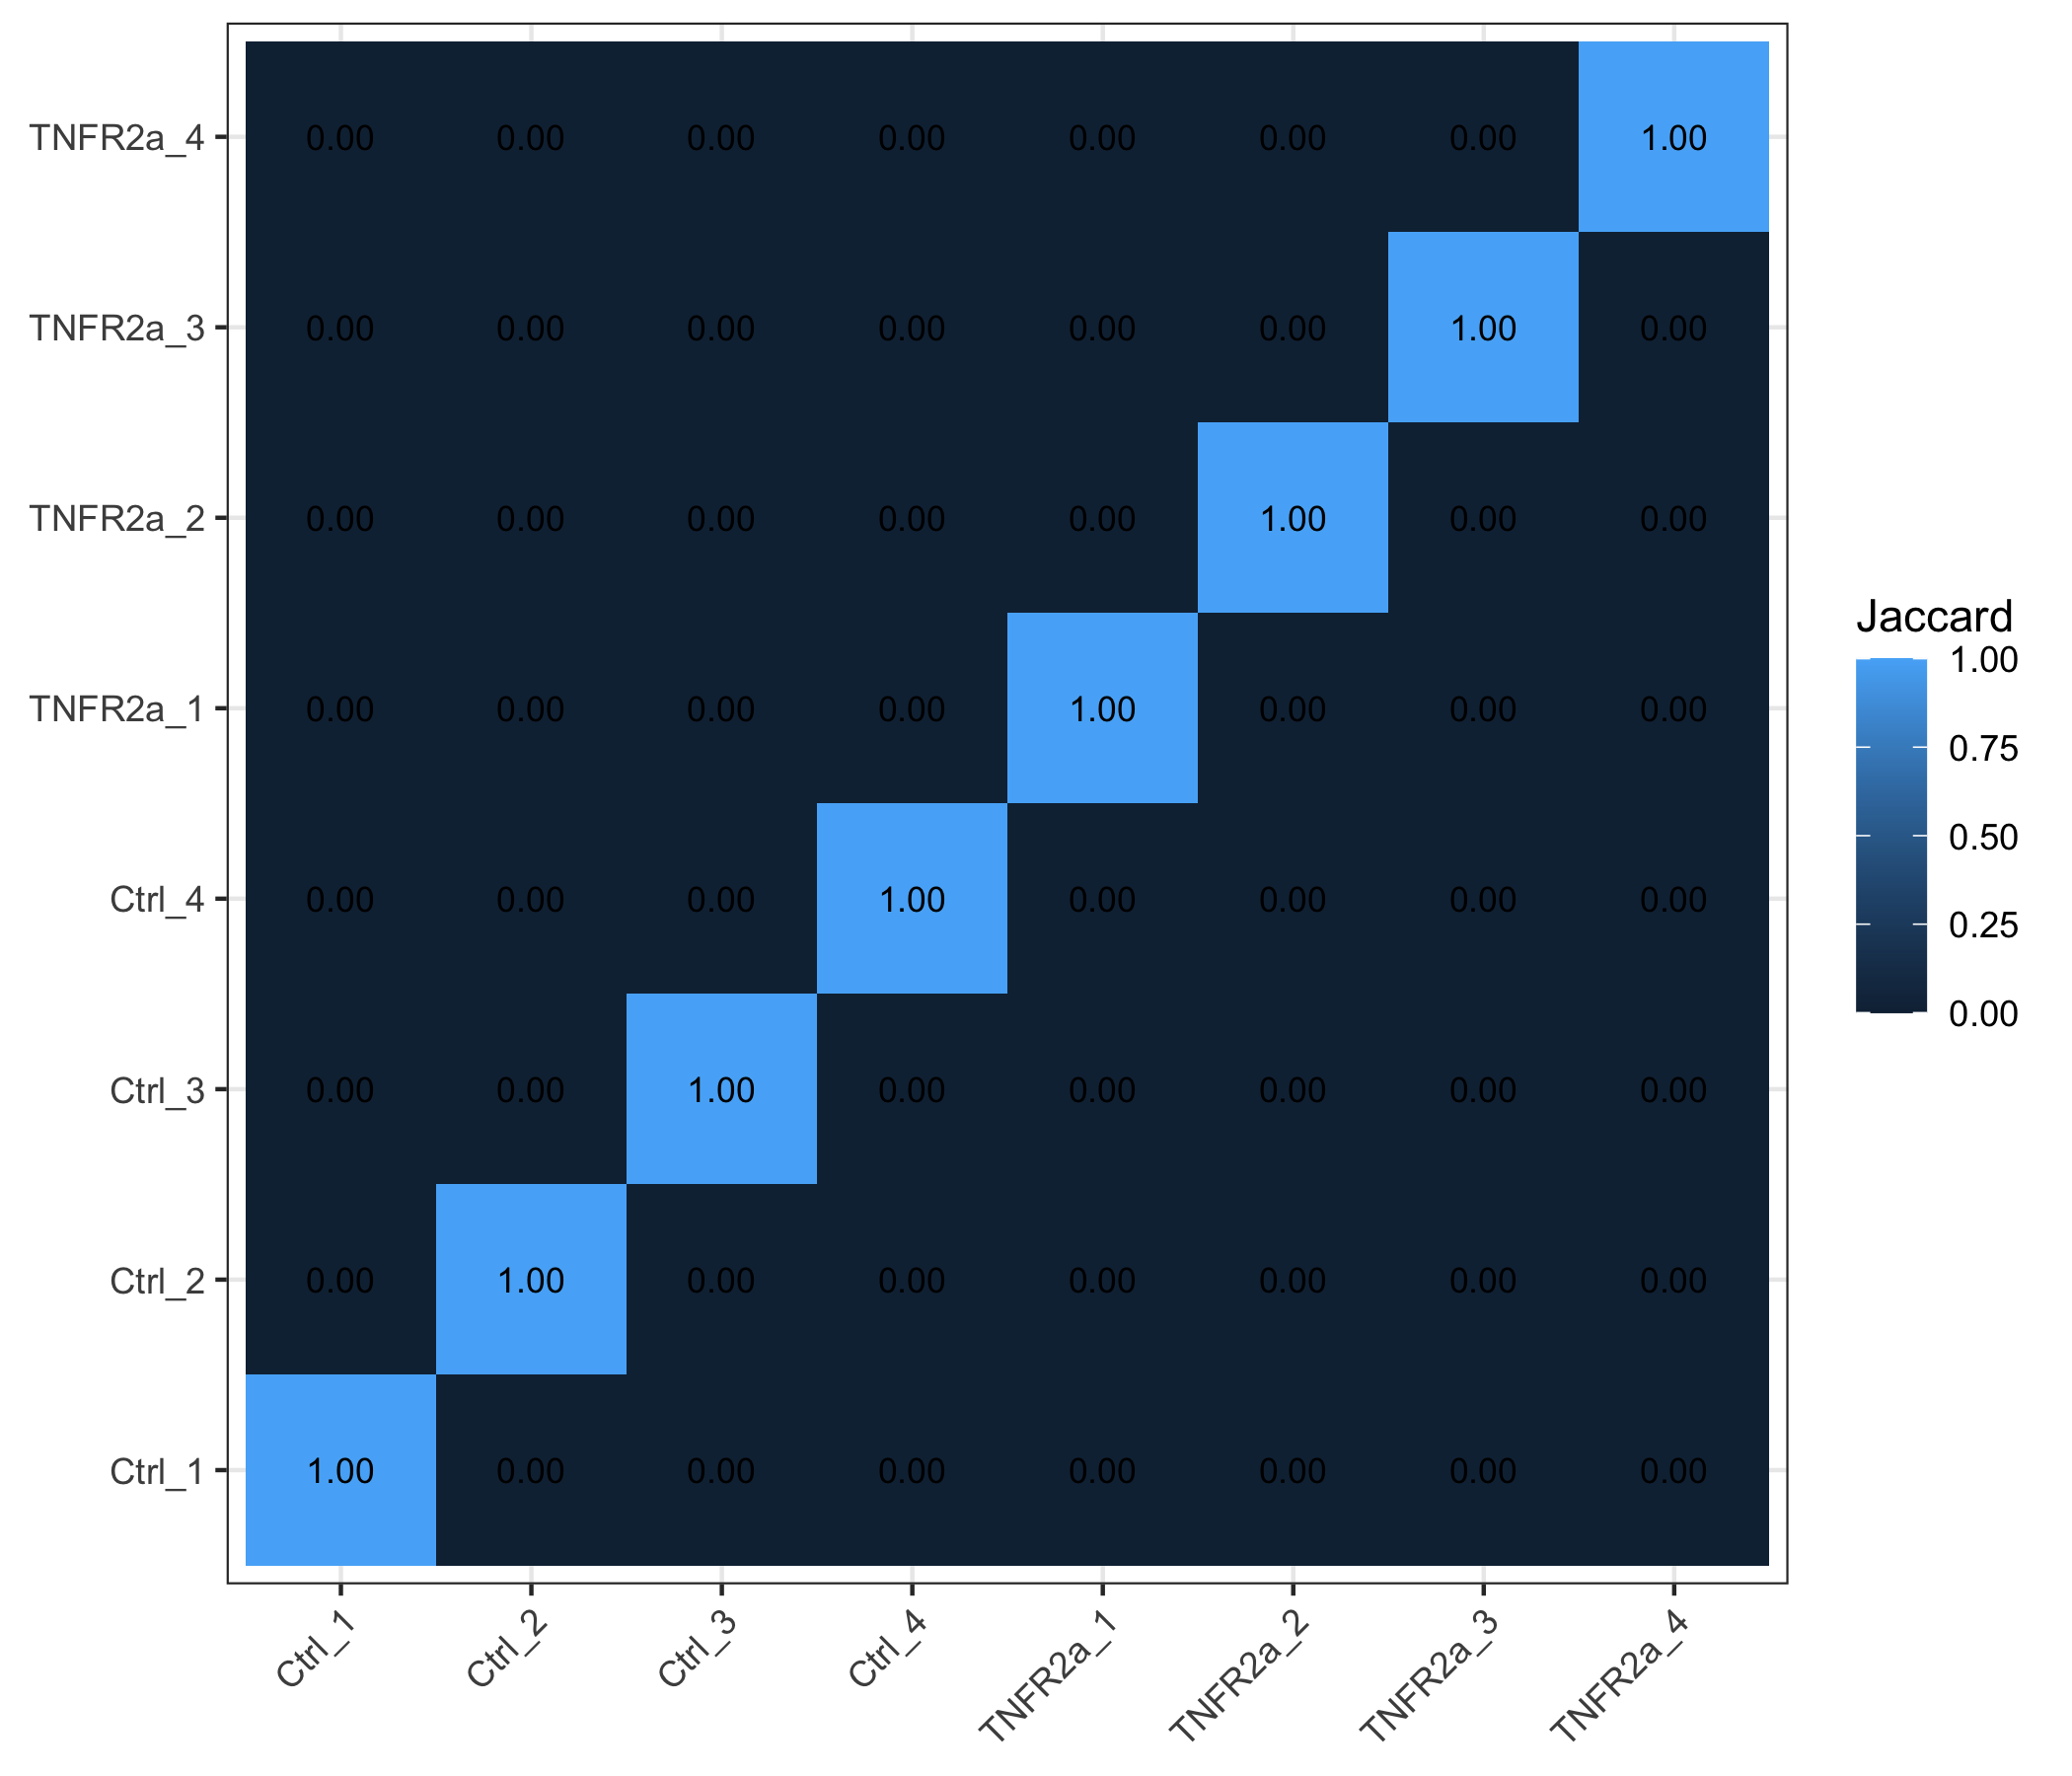 TNFR2a_4 0.00 0.00 0.00 0.00 0.00 0.00 0.00 1.00
TNFR2a_3 0.00 0.00 0.00 0.00 0.00 0.00 1.00 0.00
TNFR2a_2 0.00 0.00 0.00 0.00 0.00 1.00 0.00 0.00
TNFR2a_1 0.00 0.00 0.00 0.00 1.00 0.00 0.00 0.00
Ctrl_4 0.00 0.00 0.00 1.00 0.00 0.00 0.00 0.00
Ctrl_3 0.00 0.00 1.00 0.00 0.00 0.00 0.00 0.00
Ctrl_2 0.00 1.00 0.00 0.00 0.00 0.00 0.00 0.00
Ctrl_1 1.00 0.00 0.00 0.00 0.00 0.00 0.00 0.00
Ctrl_1 Ctrl_2 Ctrl_3 Ctrl_4 TNFR2a_1 TNFR2a_2 TNFR2a_3 TNFR2a_4
Jaccard
1.00
0.75
0.50
0.25
0.00